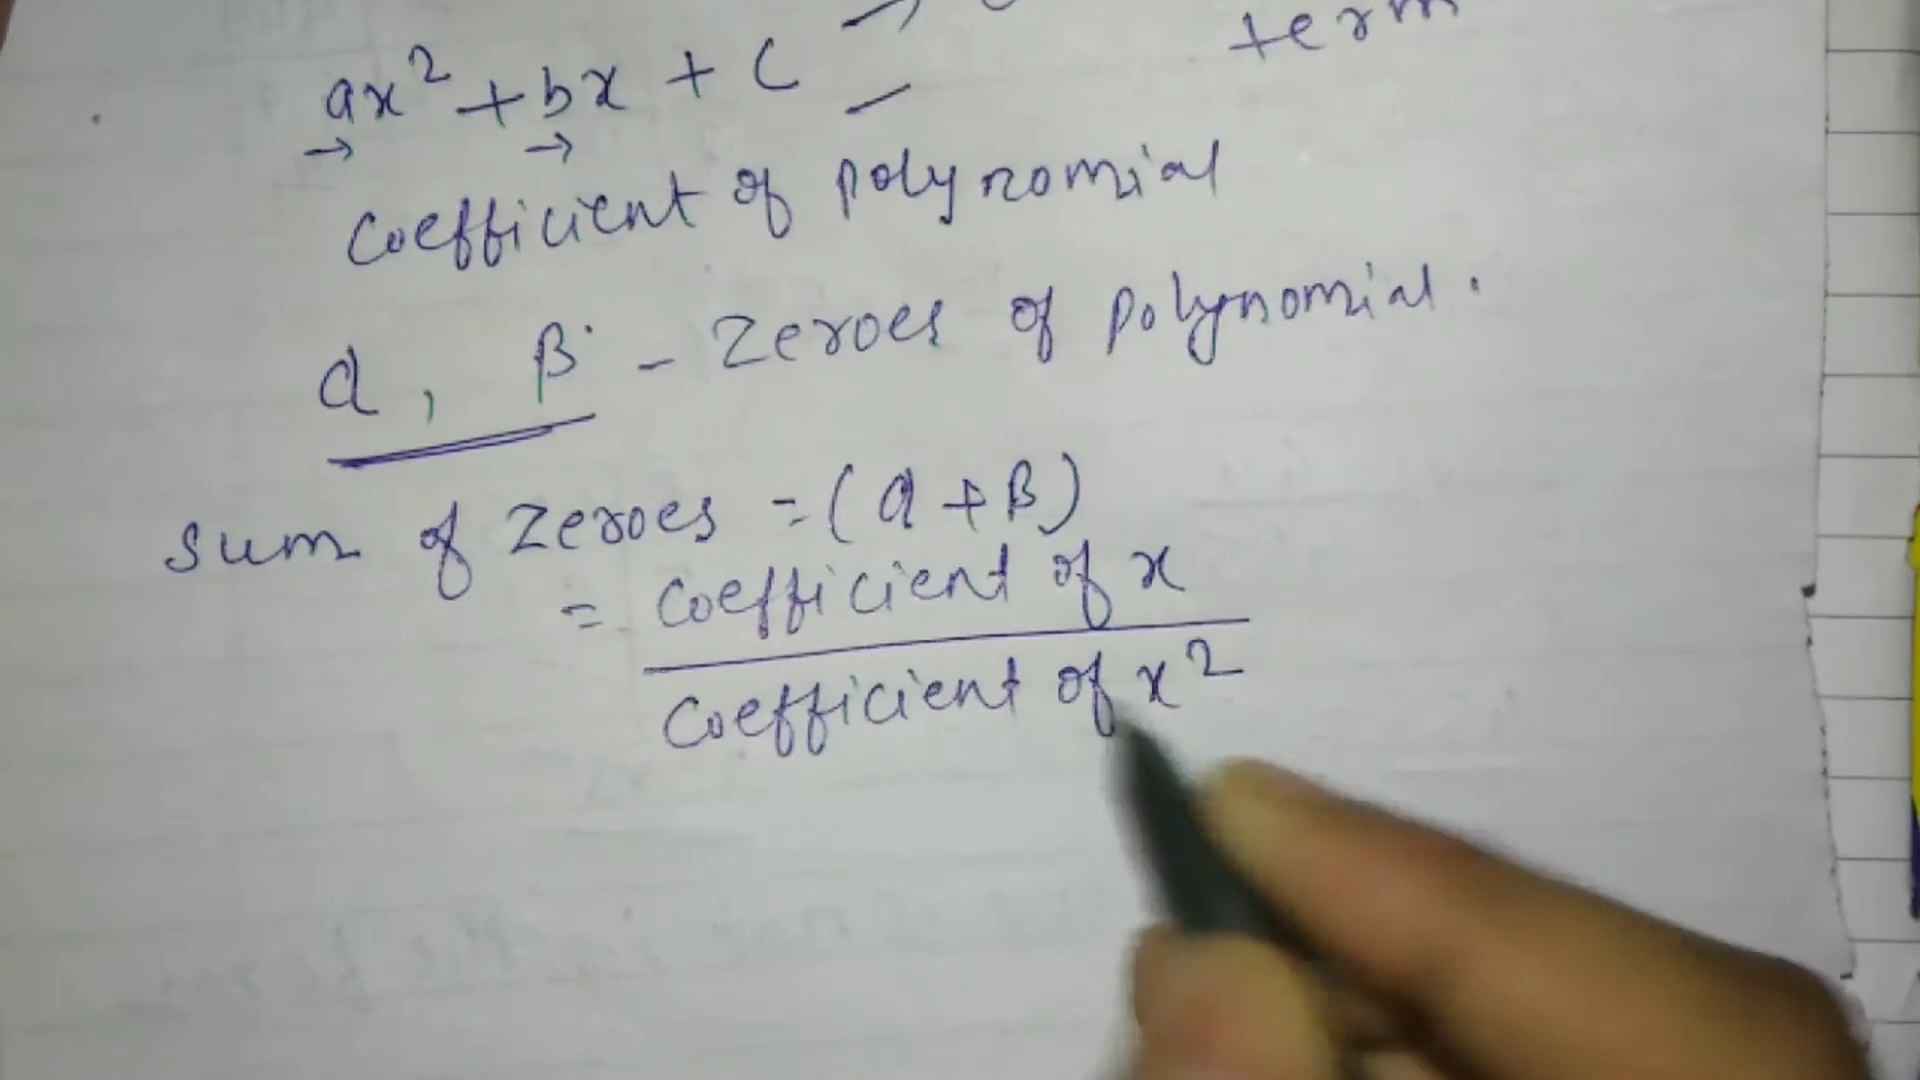 term
ax² + bx + c
Coefficient of polynomial
α, β - Zeroes of polynomial.
Sum of Zeroes = (α + β)
= Coefficient of x
Coefficient of x²